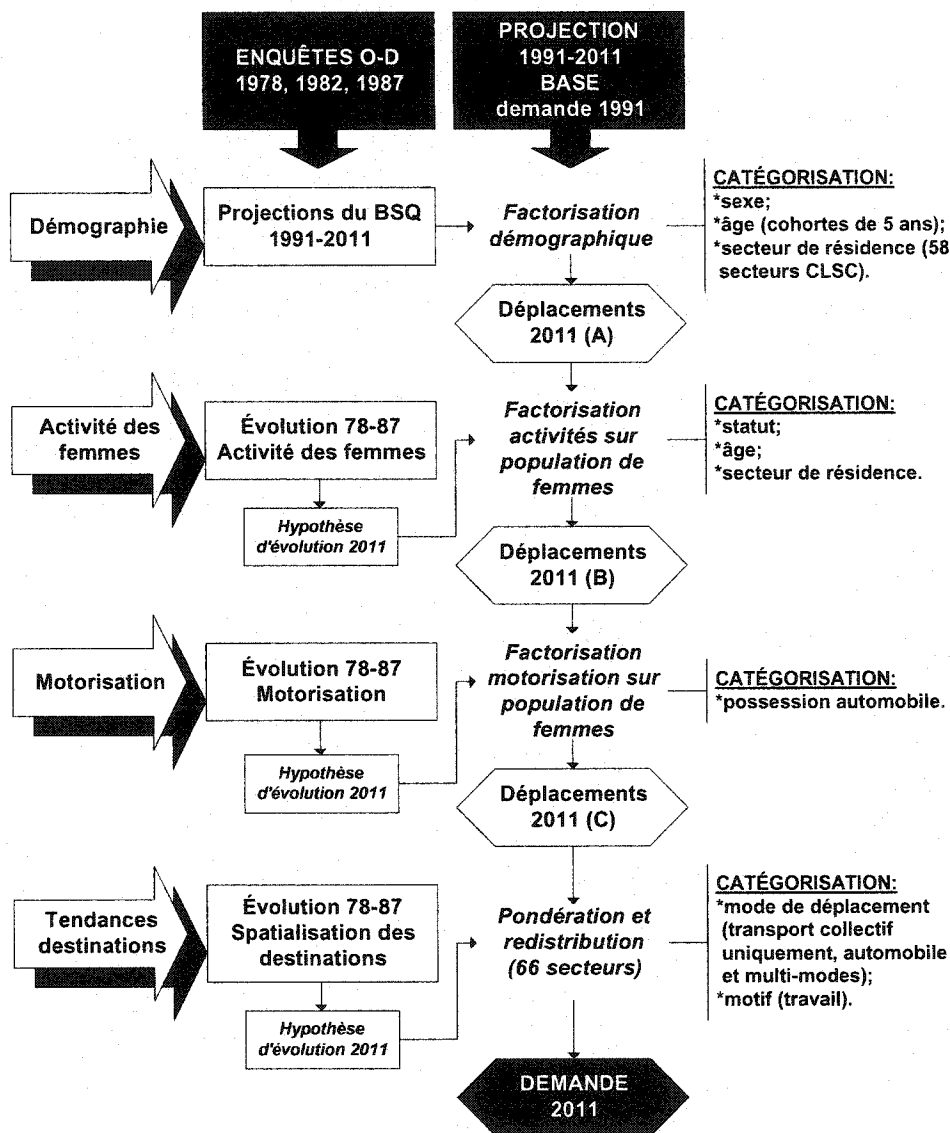 ENQUÊTES O-D
1978, 1982, 1987
PROJECTION
1991-2011
BASE
demande 1991
Démographie
Projections du BSQ
1991-2011
Factorisation
démographique
CATÉGORISATION:
*sexe;
*âge (cohortes de 5 ans);
*secteur de résidence (58
secteurs CLSC).
Déplacements
2011 (A)
Activité des
femmes
Évolution 78-87
Activité des femmes
Hypothèse
d'évolution 2011
Factorisation
activités sur
population de
femmes
CATÉGORISATION:
*statut;
*âge;
*secteur de résidence.
Déplacements
2011 (B)
Motorisation
Évolution 78-87
Motorisation
Hypothèse
d'évolution 2011
Factorisation
motorisation sur
population de
femmes
CATÉGORISATION:
*possession automobile.
Déplacements
2011 (C)
Tendances
destinations
Évolution 78-87
Spatialisation des
destinations
Hypothèse
d'évolution 2011
Pondération et
redistribution
(66 secteurs)
CATÉGORISATION:
*mode de déplacement
(transport collectif
uniquement, automobile
et multi-modes);
*motif (travail).
DEMANDE
2011